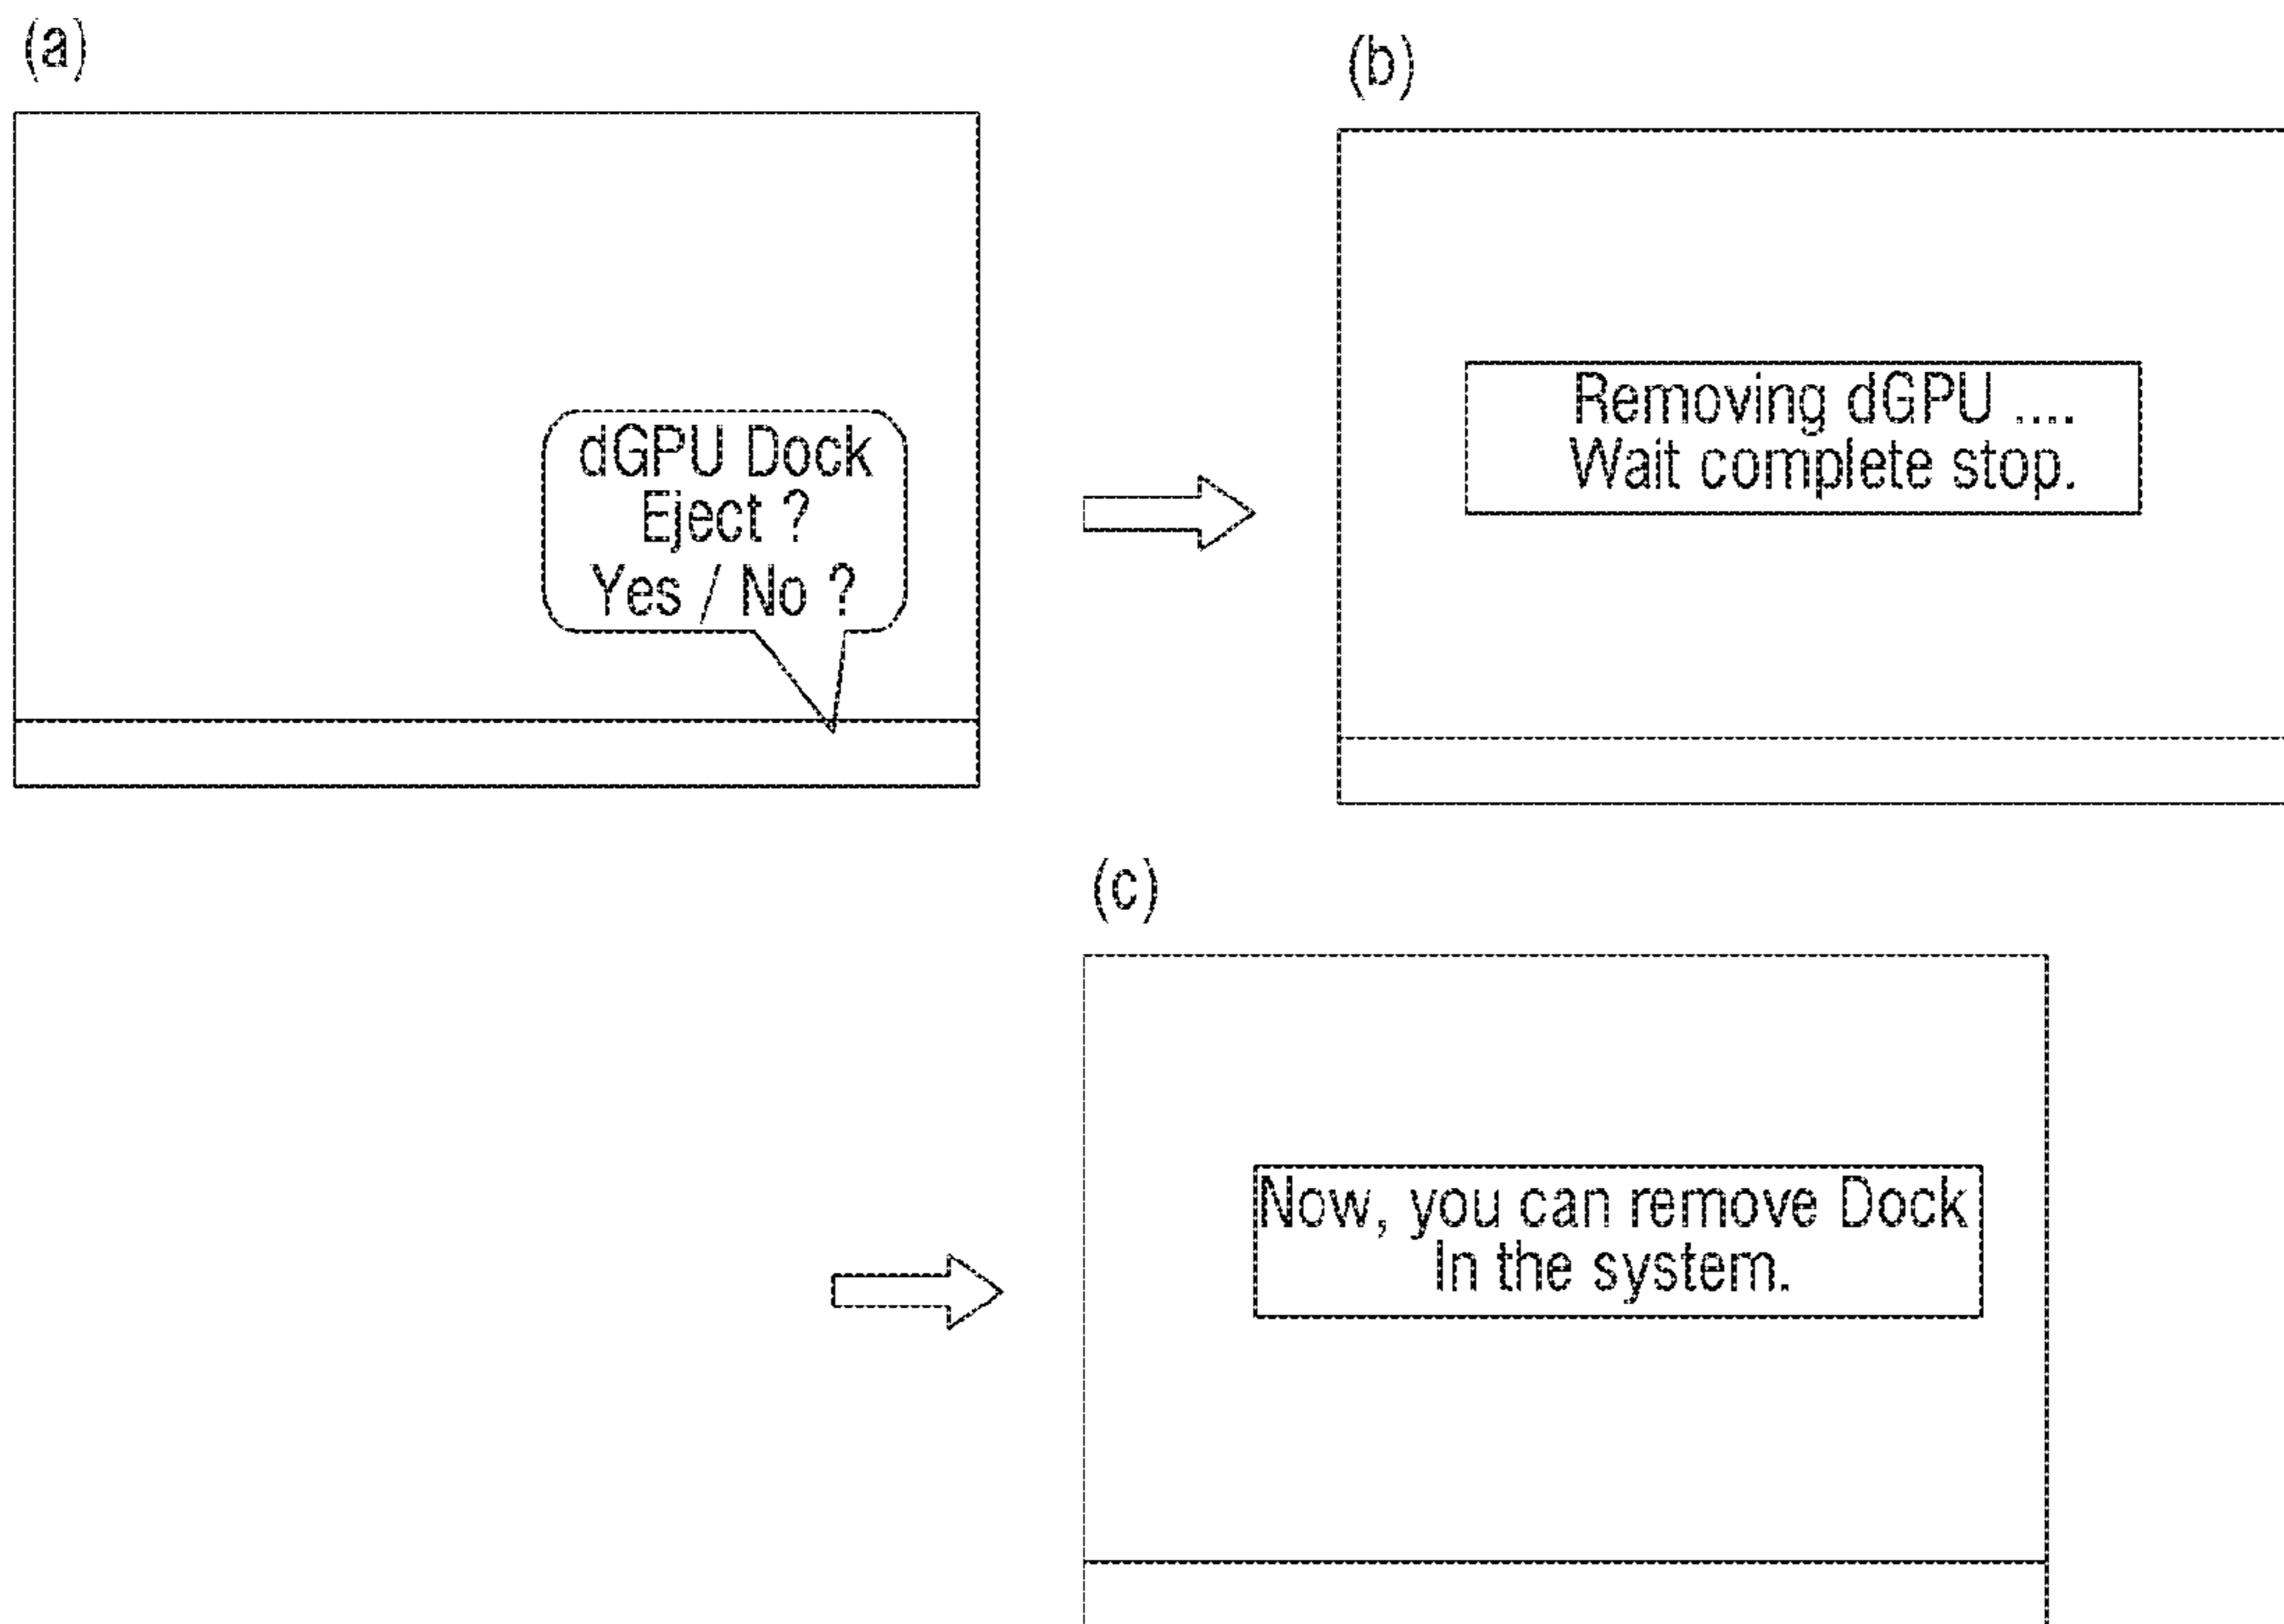 (a)
dGPU Dock
Eject ?
Yes / No ?
(b)
Removing dGPU ....
Wait complete stop.
(c)
Now, you can remove Dock
In the system.